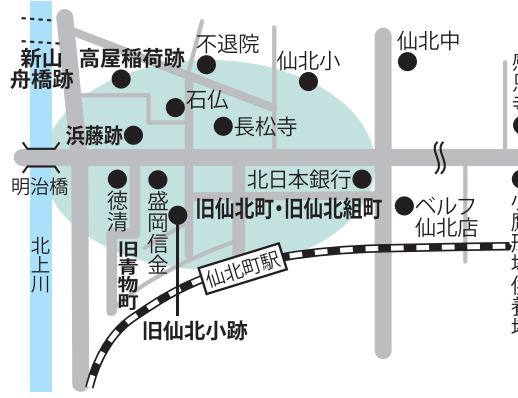 新山
舟橋跡
高屋稲荷跡
不退院
仙北小
仙北中
石仏
長松寺
浜藤跡
明治橋
徳清
盛岡信金
北日本銀行
旧仙北町・旧仙北組町
ベルフ
仙北店
北上川
旧青物町
仙北町駅
旧仙北小跡